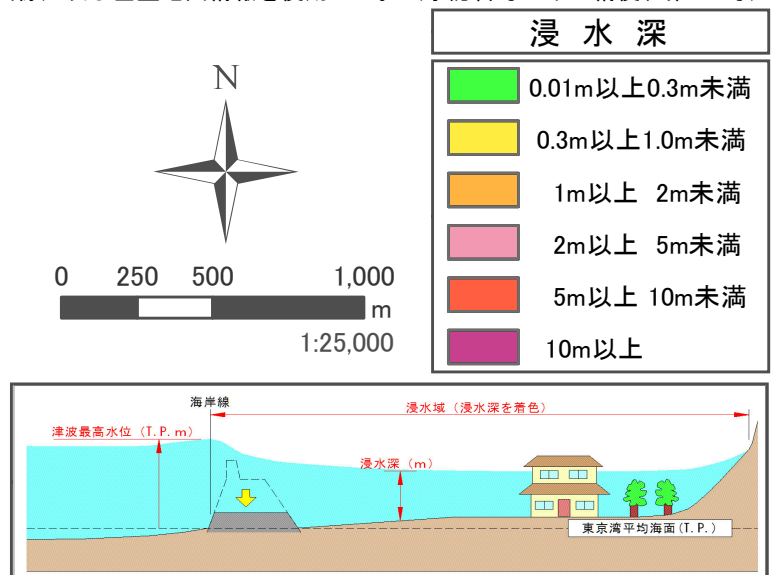 浸 水 深
0.01m以上0.3m未満
0.3m以上1.0m未満
1m以上 2m未満
2m以上 5m未満
5m以上 10m未満
10m以上
N
0 250 500 1,000
m
1:25,000
海岸線
津波最高水位（T.P.m）
浸水域（浸水深を着色）
浸水深（m）
東京湾平均海面(T.P.)